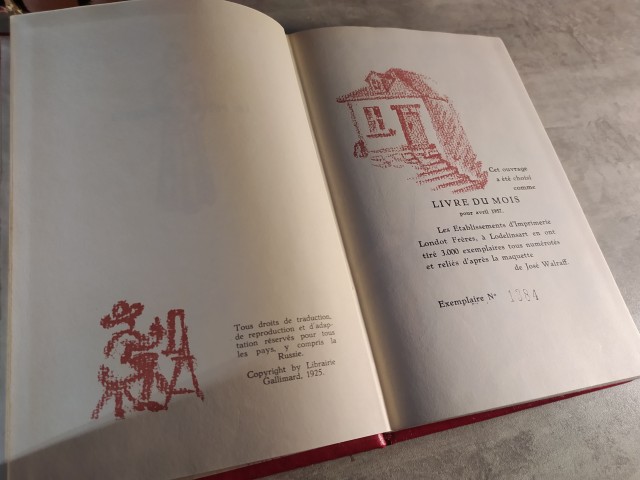 Tous droits de traduction,
de reproduction et d'adap-
tation réservés pour tous
les pays, y compris la
Russie.
Copyright by Librairie
Gallimard, 1925.
Cet ouvrage
a été choisi
comme
LIVRE DU MOIS
pour avril 1957.
Les Etablissements d'Imprimerie
Londot Frères, à Lodelinsart en ont
tiré 3.000 exemplaires tous numérotés
et reliés d'après la maquette
de José Walraff.
Exemplaire N° 1384